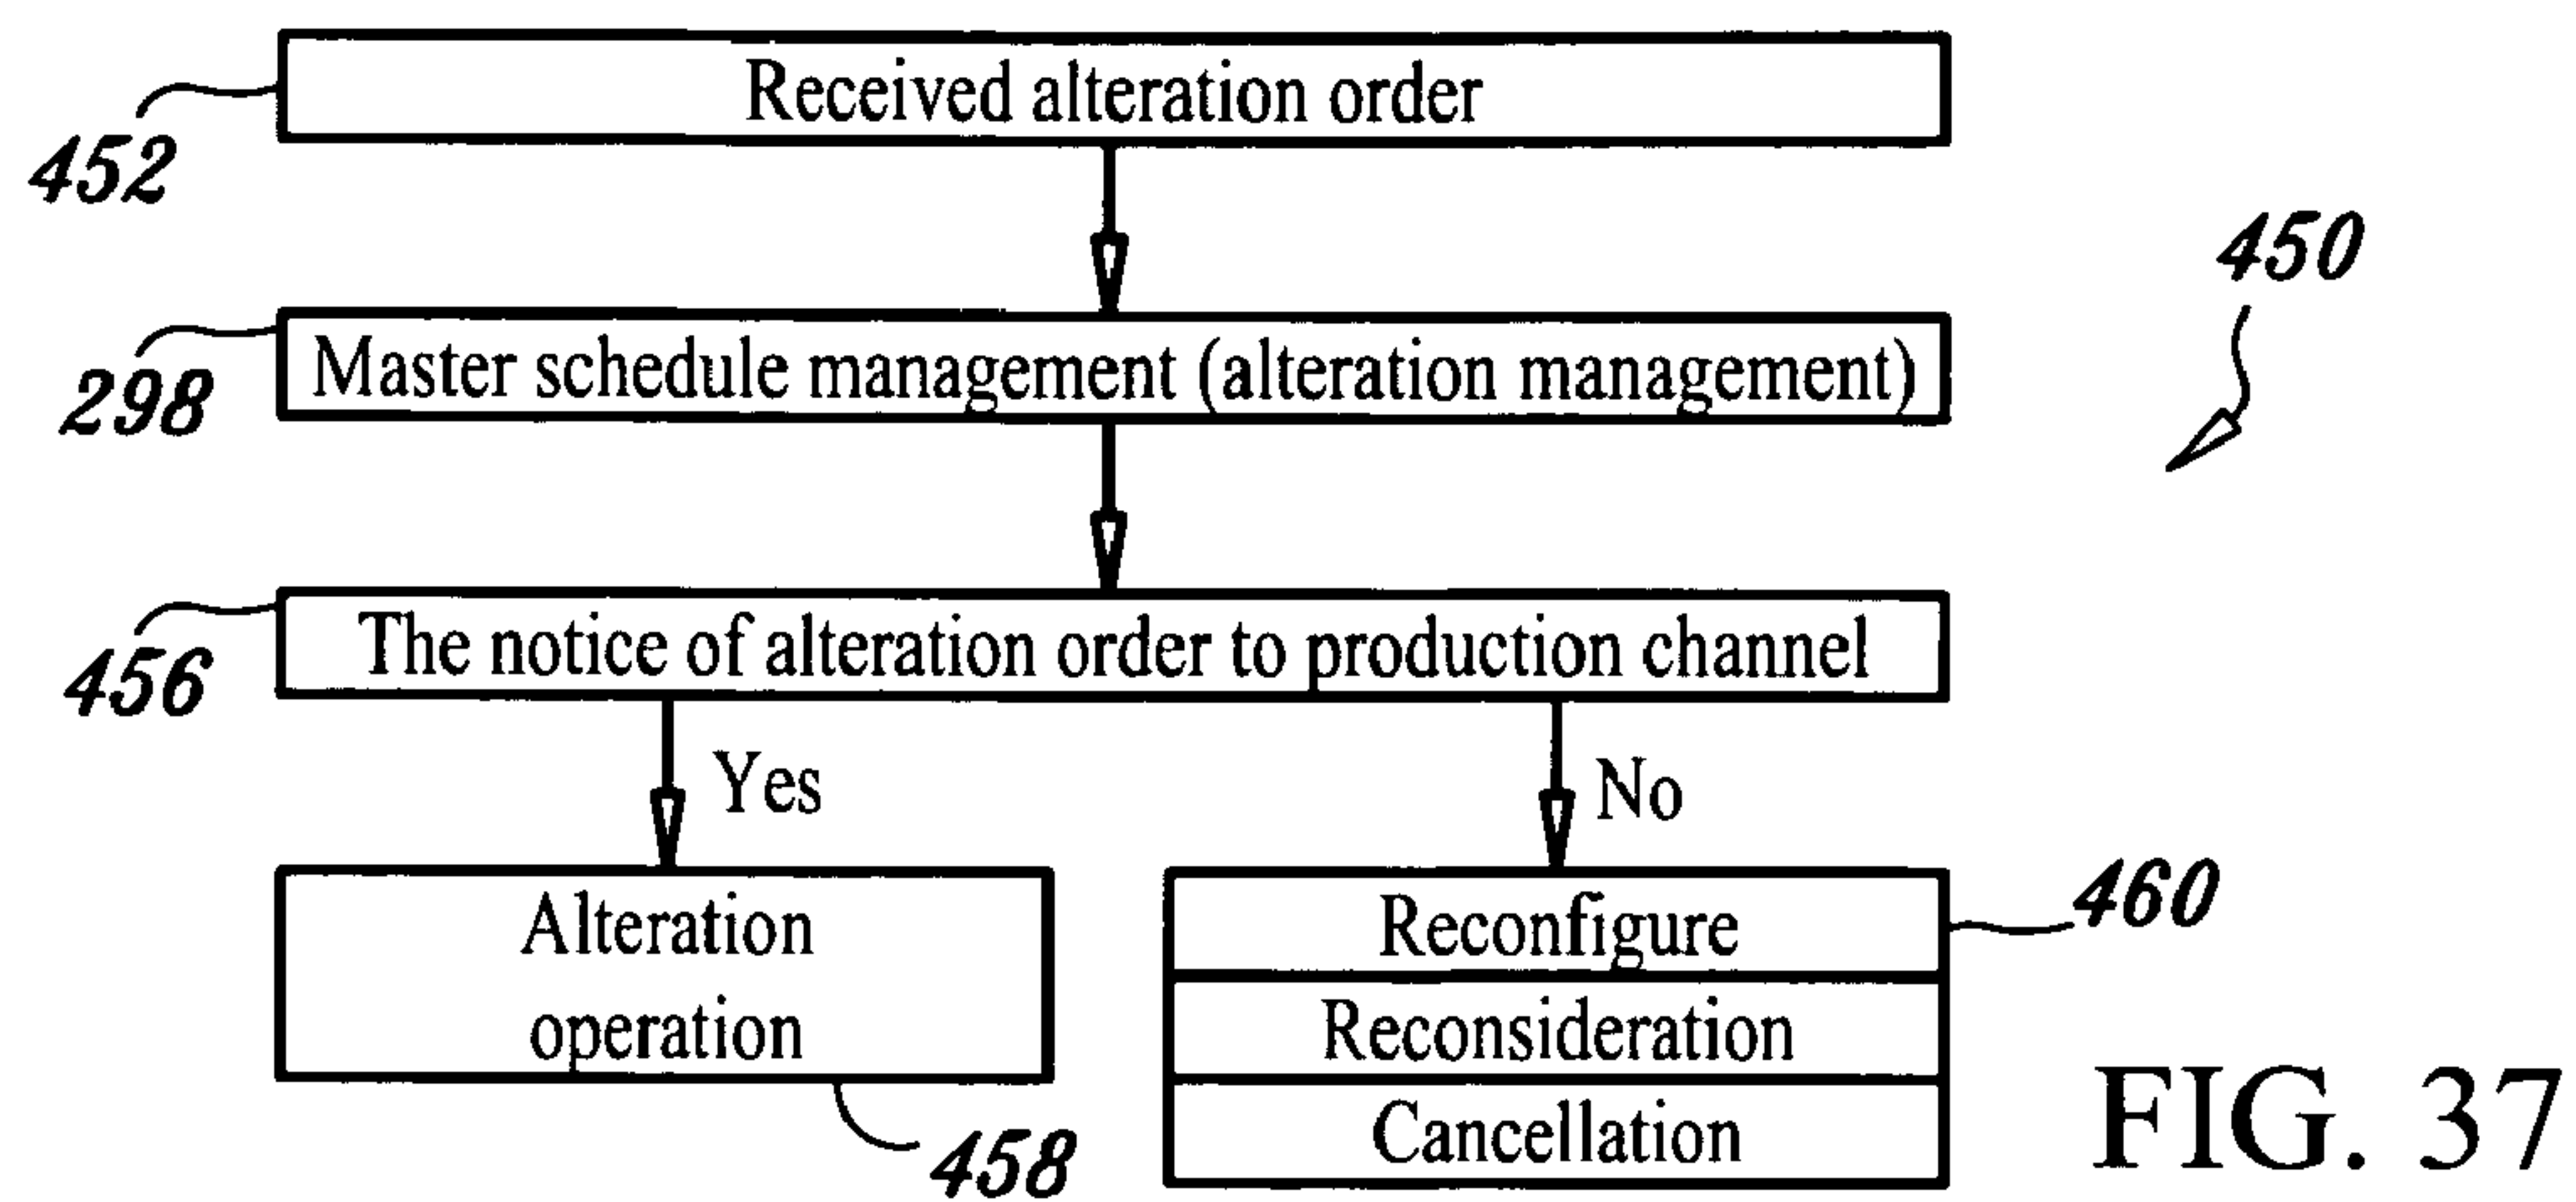 Received alteration order
452
450
Master schedule management (alteration management)
298
The notice of alteration order to production channel
456
Yes
No
Alteration
operation
458
Reconfigure
460
Reconsideration
Cancellation
FIG. 37